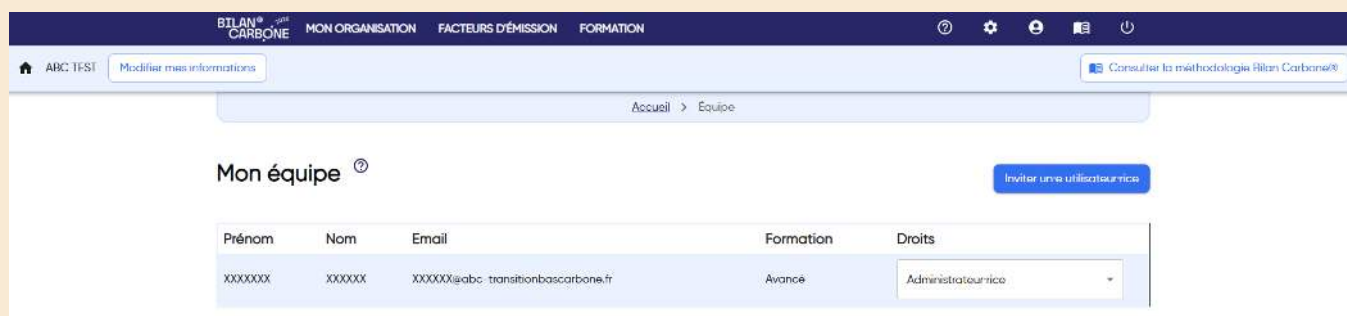 BILAN® CARBONE MON ORGANISATION FACTEURS D'ÉMISSION FORMATION
ABC TEST Modifier mes informations Consulter la méthodologie Bilan Carbone®
Accueil > Équipe
Mon équipe
Inviter un·e utilisateur·rice
Prénom Nom Email Formation Droits
XXXXXXX XXXXXX XXXXXX@abc-transitionbascarbone.fr Avancé Administrateur·rice